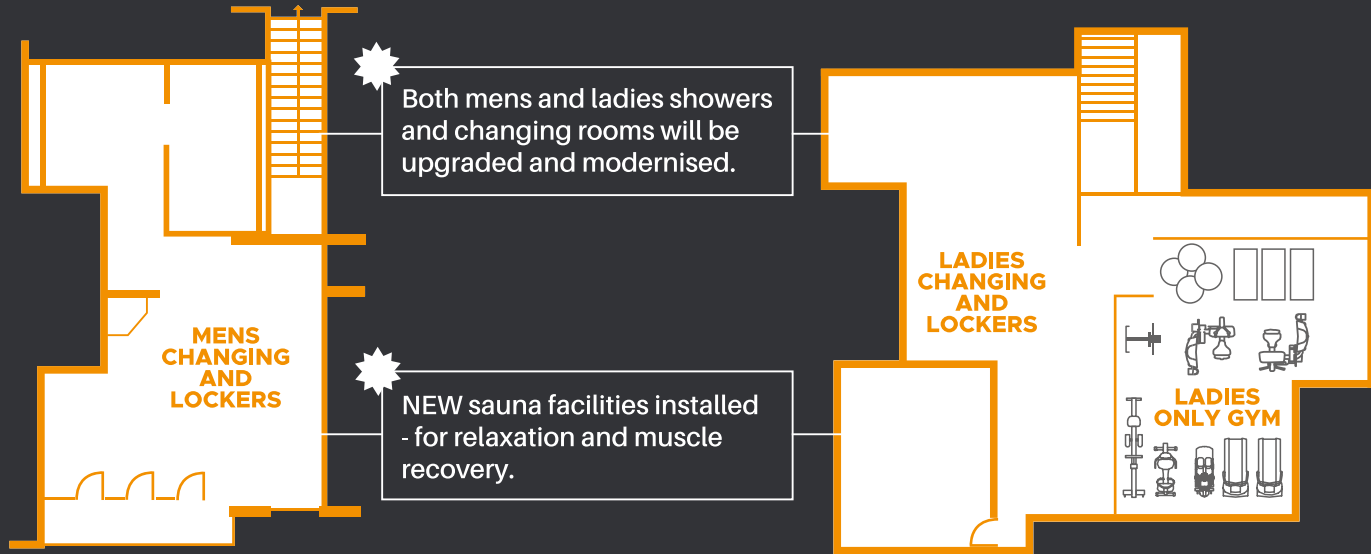 Both mens and ladies showers
and changing rooms will be
upgraded and modernised.
LADIES
CHANGING
AND
LOCKERS
MENS
CHANGING
AND
LOCKERS
NEW sauna facilities installed
- for relaxation and muscle
recovery.
LADIES
ONLY GYM